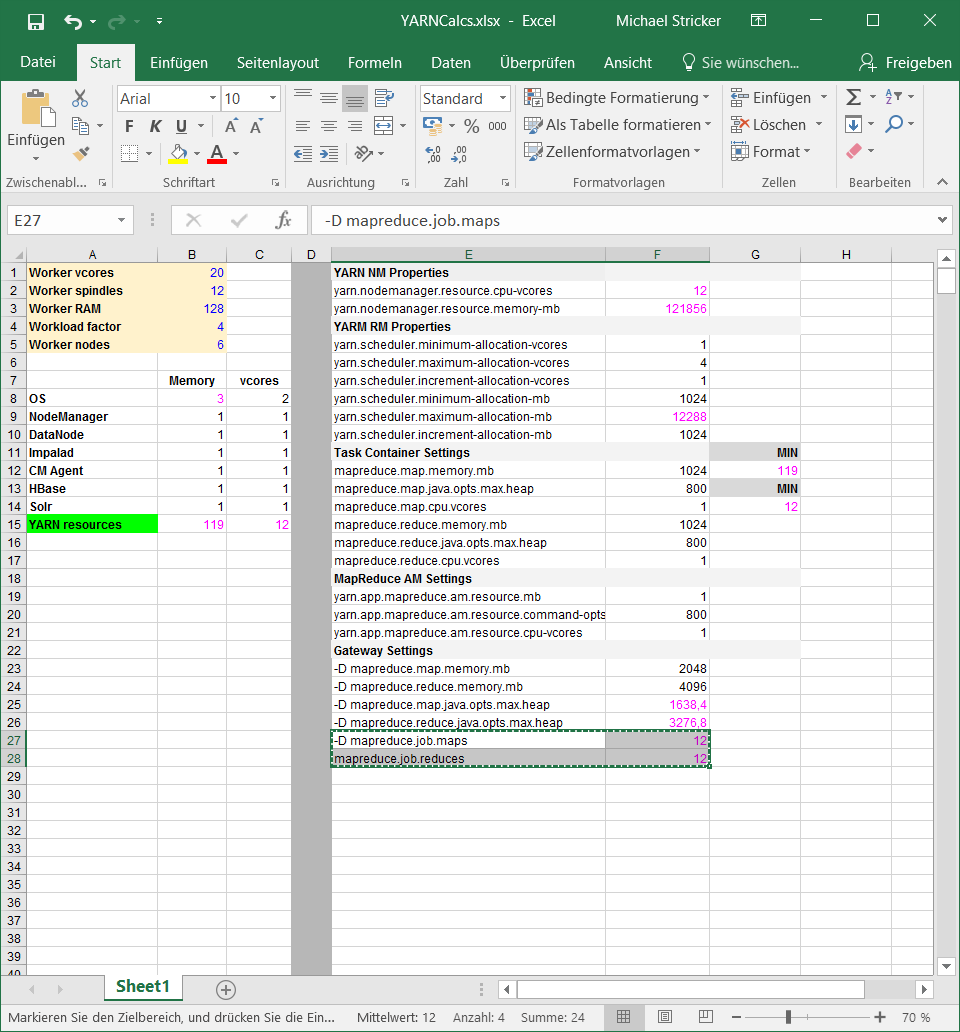 YARNCalcs.xlsx - Excel Michael Stricker
Datei Start Einfügen Seitenlayout Formeln Daten Überprüfen Ansicht Sie wünschen... Freigeben
Einfügen
Arial 10
F K U
A A
A
Standard
% 000
Bedingte Formatierung
Als Tabelle formatieren
Zellenformatvorlagen
Einfügen
Löschen
Format
Zwischenabl... Schriftart Ausrichtung Zahl Formatvorlagen Zellen Bearbeiten
E27 fx -D mapreduce.job.maps
A B C D E F G H
1 Worker vcores 20 YARN NM Properties
2 Worker spindles 12 yarn.nodemanager.resource.cpu-vcores 12
3 Worker RAM 128 yarn.nodemanager.resource.memory-mb 121856
4 Workload factor 4 YARM RM Properties
5 Worker nodes 6 yarn.scheduler.minimum-allocation-vcores 1
6 yarn.scheduler.maximum-allocation-vcores 4
7 Memory vcores yarn.scheduler.increment-allocation-vcores 1
8 OS 3 2 yarn.scheduler.minimum-allocation-mb 1024
9 NodeManager 1 1 yarn.scheduler.maximum-allocation-mb 12288
10 DataNode 1 1 yarn.scheduler.increment-allocation-mb 1024
11 Impalad 1 1 Task Container Settings MIN
12 CM Agent 1 1 mapreduce.map.memory.mb 1024 119
13 HBase 1 1 mapreduce.map.java.opts.max.heap 800 MIN
14 Solr 1 1 mapreduce.map.cpu.vcores 1 12
15 YARN resources 119 12 mapreduce.reduce.memory.mb 1024
16 mapreduce.reduce.java.opts.max.heap 800
17 mapreduce.reduce.cpu.vcores 1
18 MapReduce AM Settings
19 yarn.app.mapreduce.am.resource.mb 1
20 yarn.app.mapreduce.am.resource.command-opts 800
21 yarn.app.mapreduce.am.resource.cpu-vcores 1
22 Gateway Settings
23 -D mapreduce.map.memory.mb 2048
24 -D mapreduce.reduce.memory.mb 4096
25 -D mapreduce.map.java.opts.max.heap 1638,4
26 -D mapreduce.reduce.java.opts.max.heap 3276,8
27 -D mapreduce.job.maps 12
28 mapreduce.job.reduces 12
29
30
31
32
33
34
35
36
37
38
39
40
Sheet1
Markieren Sie den Zielbereich, und drücken Sie die Ein... Mittelwert: 12 Anzahl: 4 Summe: 24 70 %